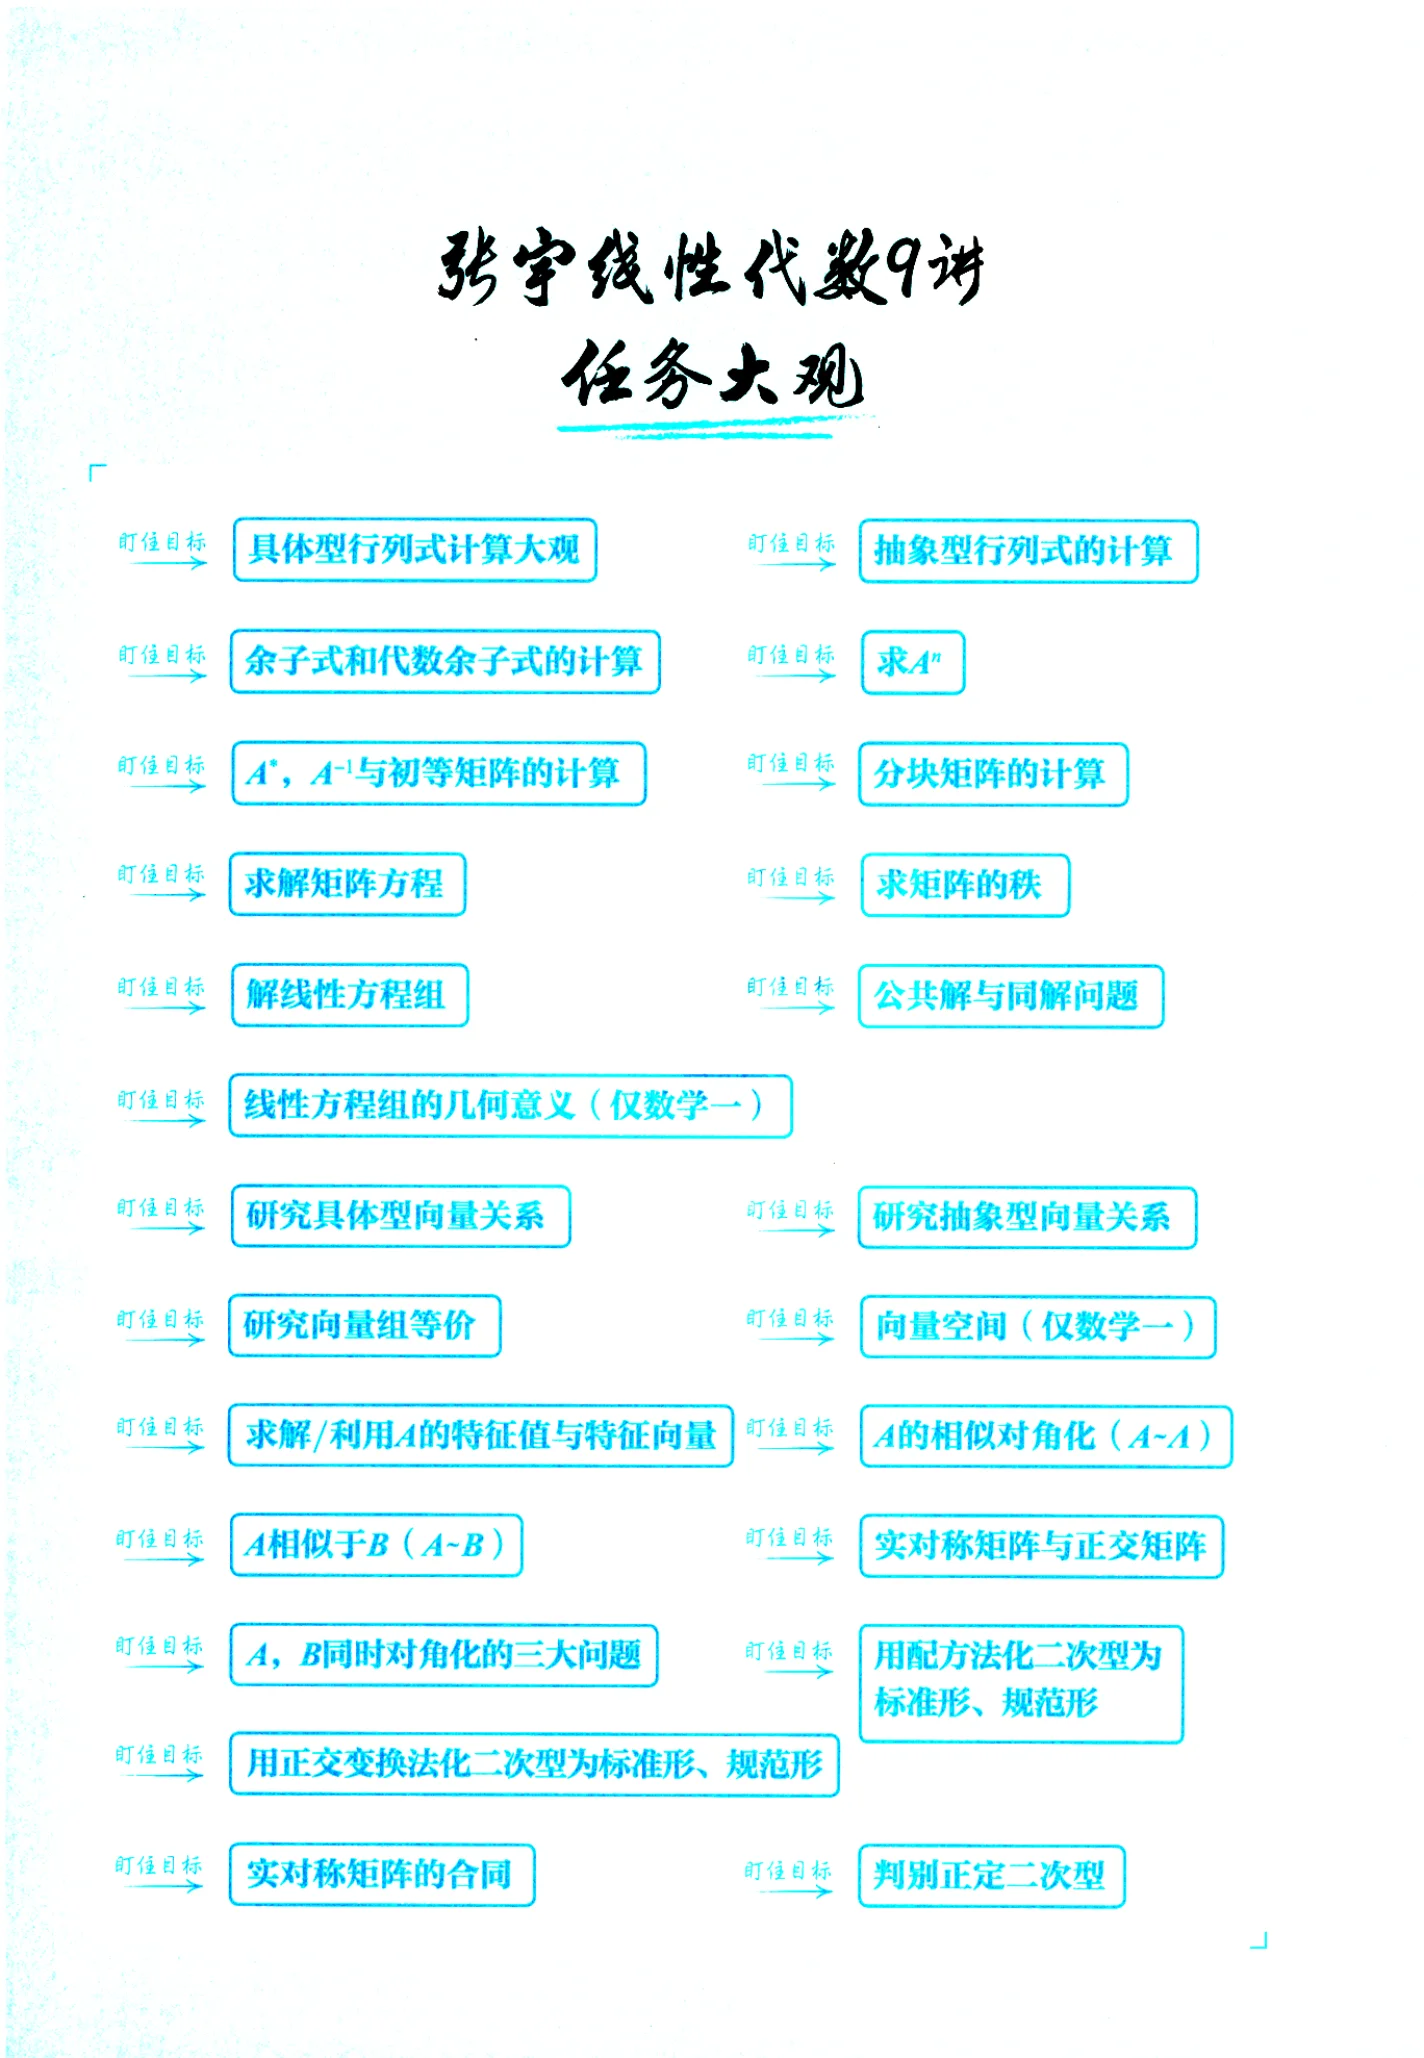 张宇线性代数9讲
任务大观
盯住目标 具体型行列式计算大观 盯住目标 抽象型行列式的计算
盯住目标 余子式和代数余子式的计算 盯住目标 求Aⁿ
盯住目标 A*，A⁻¹与初等矩阵的计算 盯住目标 分块矩阵的计算
盯住目标 求解矩阵方程 盯住目标 求矩阵的秩
盯住目标 解线性方程组 盯住目标 公共解与同解问题
盯住目标 线性方程组的几何意义（仅数学一）
盯住目标 研究具体型向量关系 盯住目标 研究抽象型向量关系
盯住目标 研究向量组等价 盯住目标 向量空间（仅数学一）
盯住目标 求解/利用A的特征值与特征向量 盯住目标 A的相似对角化（A~Λ）
盯住目标 A相似于B（A~B） 盯住目标 实对称矩阵与正交矩阵
盯住目标 A，B同时对角化的三大问题 盯住目标 用配方法化二次型为
标准形、规范形
盯住目标 用正交变换法化二次型为标准形、规范形
盯住目标 实对称矩阵的合同 盯住目标 判别正定二次型